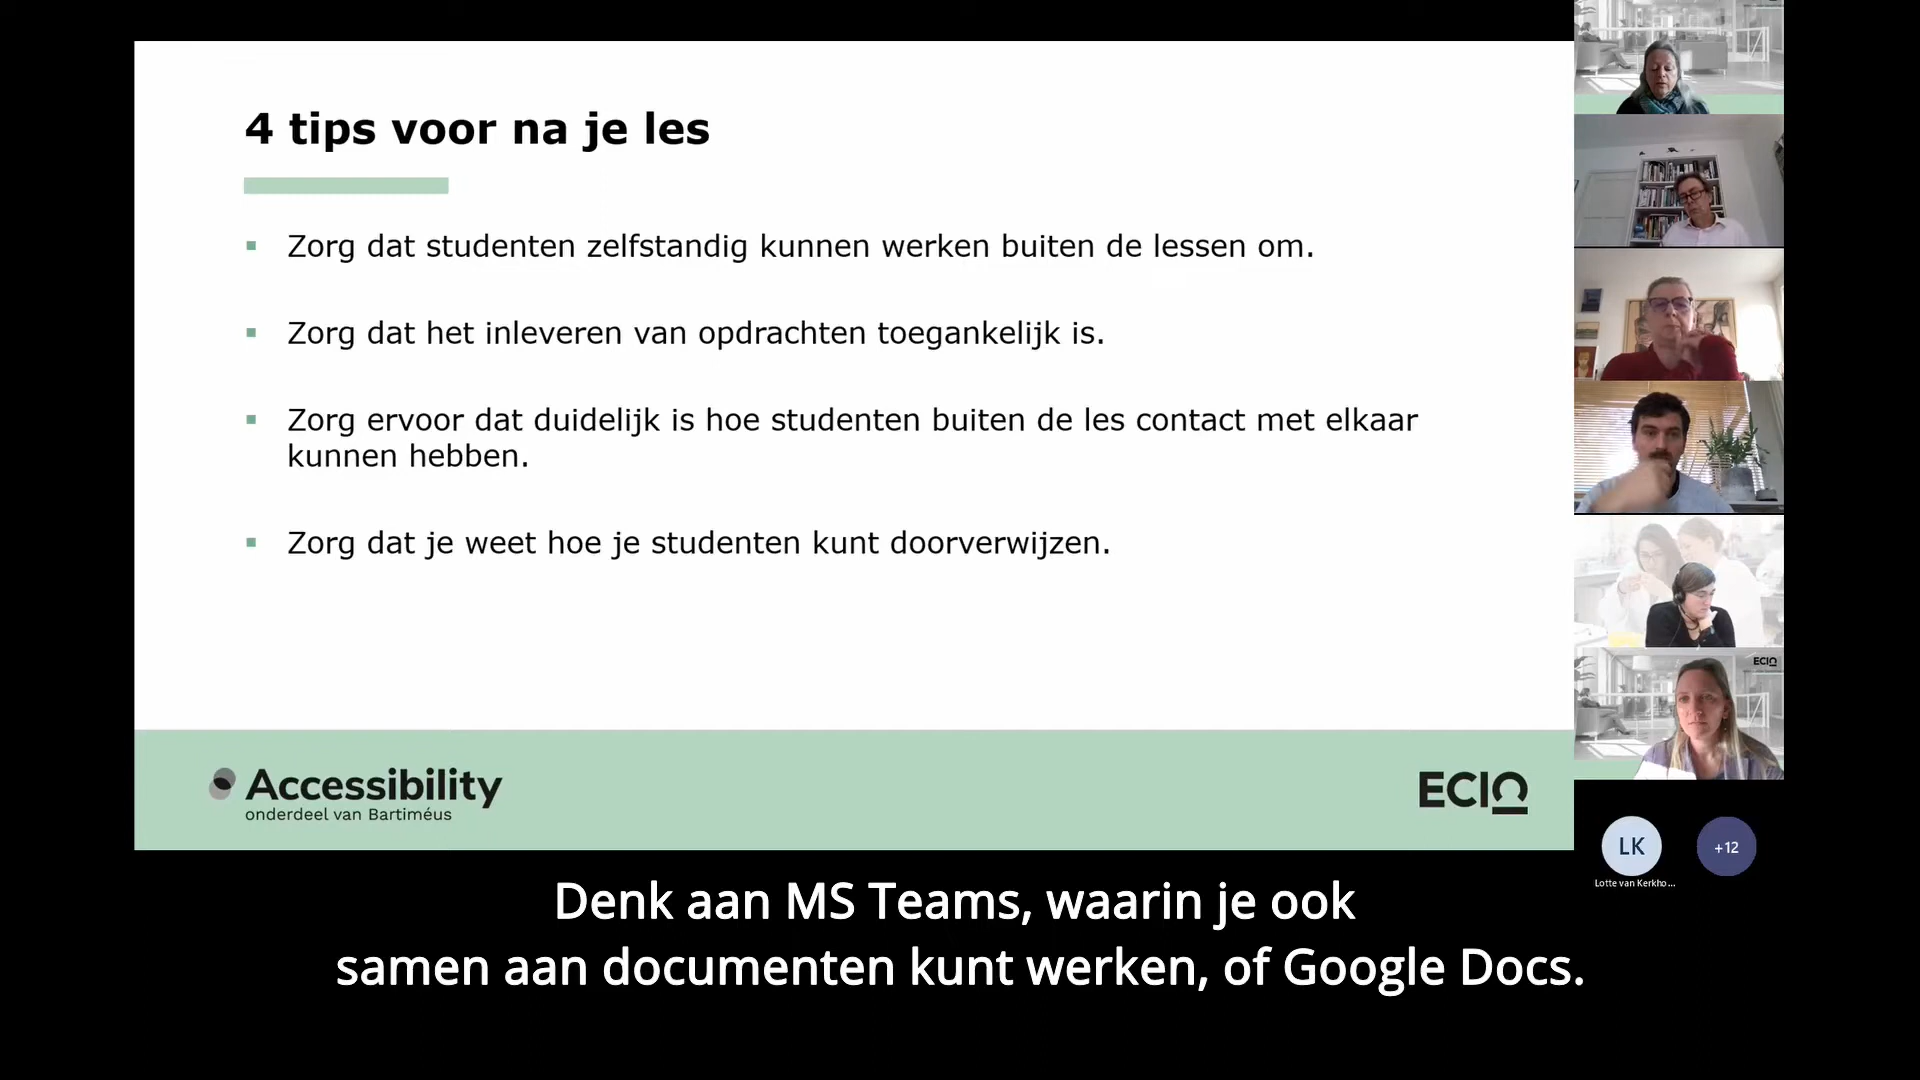 4 tips voor na je les
Zorg dat studenten zelfstandig kunnen werken buiten de lessen om.
Zorg dat het inleveren van opdrachten toegankelijk is.
Zorg ervoor dat duidelijk is hoe studenten buiten de les contact met elkaar
kunnen hebben.
Zorg dat je weet hoe je studenten kunt doorverwijzen.
Accessibility
onderdeel van Bartiméus
ECIO
ECIO
LK
+12
Lotte van Kerkho...
Denk aan MS Teams, waarin je ook
samen aan documenten kunt werken, of Google Docs.